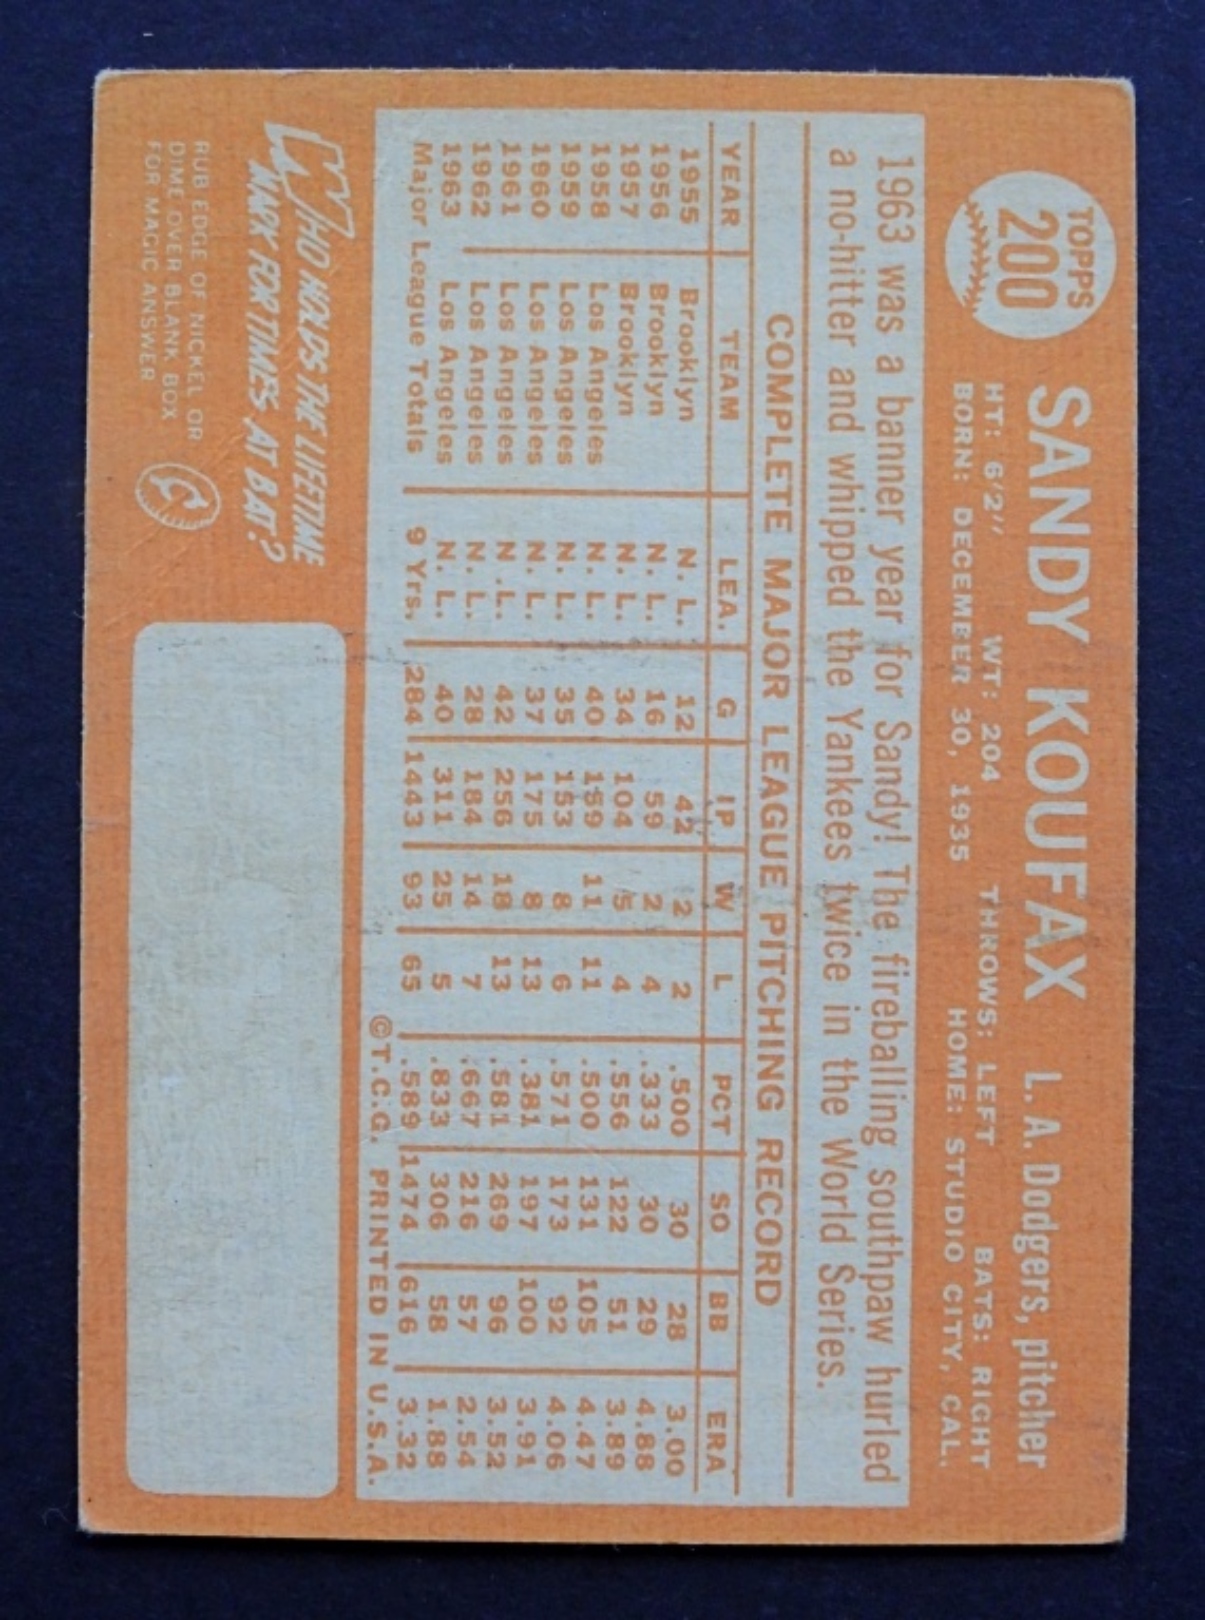 TOPPS
200
SANDY KOUFAX L. A. Dodgers, pitcher
HT: 6'2" WT: 204 THROWS: LEFT BATS: RIGHT
BORN: DECEMBER 30, 1935 HOME: STUDIO CITY, CAL.
1963 was a banner year for Sandy! The fireballing southpaw hurled
a no-hitter and whipped the Yankees twice in the World Series.
COMPLETE MAJOR LEAGUE PITCHING RECORD
YEAR TEAM LEA. G IP W L PCT SO BB ERA
1955 Brooklyn N. L. 12 42 2 2 .500 30 28 3.00
1956 Brooklyn N. L. 16 59 2 4 .333 30 29 4.88
1957 Brooklyn N. L. 34 104 5 4 .556 122 51 3.89
1958 Los Angeles N. L. 40 159 11 11 .500 131 105 4.47
1959 Los Angeles N. L. 35 153 8 6 .571 173 92 4.06
1960 Los Angeles N. L. 37 175 8 13 .381 197 100 3.91
1961 Los Angeles N. L. 42 256 18 13 .581 269 96 3.52
1962 Los Angeles N. L. 28 184 14 7 .667 216 57 2.54
1963 Los Angeles N. L. 40 311 25 5 .833 306 58 1.88
Major League Totals 9 Yrs. 284 1443 93 65 .589 1474 616 3.32
©T.C.G. PRINTED IN U.S.A.
WHO HOLDS THE LIFETIME
MARK FOR TIMES AT BAT?
RUB EDGE OF NICKEL OR
DIME OVER BLANK BOX
FOR MAGIC ANSWER